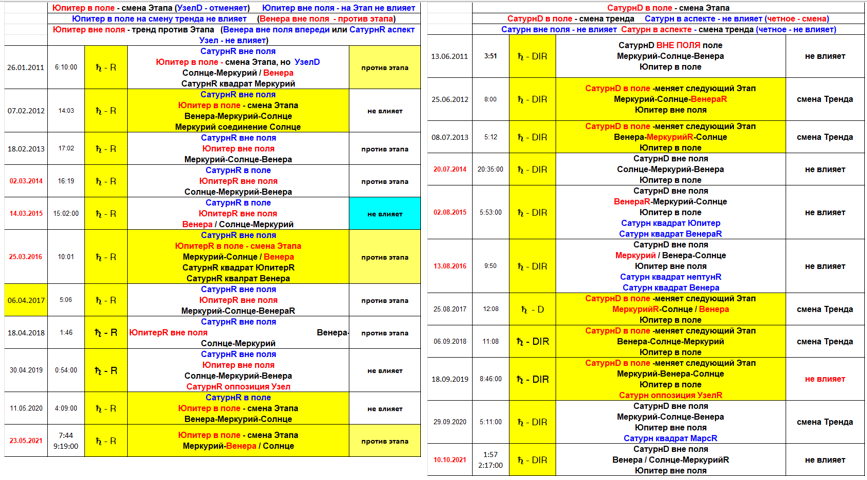 Юпитер в поле - смена Этапа (УзелD - отменяет) Юпитер вне поля - на Этап не влияет
Юпитер в поле на смену тренда не влияет (Венера вне поля - против этапа)
Юпитер вне поля - тренд против Этапа (Венера вне поля впереди или СатурнR аспект
Узел - не влияет)
26.01.2011 6:10:00 ♄ - R СатурнR вне поля
Юпитер в поле - смена Этапа, но УзелD
Солнце-Меркурий / Венера
СатурнR квадрат Меркурий
против этапа
07.02.2012 14:03 ♄ - R СатурнR вне поля
Юпитер в поле - смена Этапа
Венера-Меркурий-Солнце
Меркурий соединение Солнце
не влияет
18.02.2013 17:02 ♄ - R СатурнR вне поля
Юпитер вне поля
Меркурий-Солнце-Венера
против этапа
02.03.2014 16:19 ♄ - R СатурнR в поле
ЮпитерR вне поля
Солнце-Меркурий-Венера
против этапа
14.03.2015 15:02:00 ♄ - R СатурнR в поле
ЮпитерR вне поля
Венера / Солнце-Меркурий
не влияет
25.03.2016 10:01 ♄ - R СатурнR вне поля
ЮпитерR в поле - смена Этапа
Меркурий-Солнце / Венера
СатурнR квадрат ЮпитерR
СатурнR квалрат Венера
против этапа
06.04.2017 5:06 ♄ - R СатурнR вне поля
ЮпитерR вне поля
Меркурий-Солнце-ВенераR
против этапа
18.04.2018 1:46 ♄ - R СатурнR вне поля
ЮпитерR вне поля Венера-
Солнце-Меркурий
против этапа
30.04.2019 0:54:00 ♄ - R СатурнR вне поля
Юпитер вне поля
Солнце-Меркурий-Венера
СатурнR оппозиция Узел
не влияет
11.05.2020 4:09:00 ♄ - R СатурнR в поле
Юпитер в поле - смена Этапа
Венера-Меркурий-Солнце
не влияет
23.05.2021 7:44
9:19:00 ♄ - R Юпитер в поле - смена Этапа
Меркурий-Венера / Солнце
против этапа
СатурнD в поле - смена Этапа
СатурнD в поле - смена тренда Сатурн в аспекте - не влияет (четное - смена)
Сатурн вне поля - не влияет Сатурн в аспекте - смена тренда (четное - не влияет)
13.06.2011 3:51 ♄ - DIR СатурнD ВНЕ ПОЛЯ поле
Меркурий-Солнце-Венера
Юпитер в поле
не влияет
25.06.2012 8:00 ♄ - DIR СатурнD в поле -меняет следующий Этап
Меркурий-Солнце-ВенераR
Юпитер вне поля
смена Тренда
08.07.2013 5:12 ♄ - DIR СатурнD в поле -меняет следующий Этап
Венера-МеркурийR-Солнце
Юпитер в поле
смена Тренда
20.07.2014 20:35:00 ♄ - DIR СатурнD вне поля
Солнце-Меркурий-Венера
Юпитер в поле
не влияет
02.08.2015 5:53:00 ♄ - DIR СатурнD вне поля
ВенераR-Меркурий-Солнце
Юпитер в поле
Сатурн квадрат Юпитер
Сатурн квадрат ВенераR
не влияет
13.08.2016 9:50 ♄ - DIR СатурнD вне поля
Меркурий / Венера-Солнце
Юпитер вне поля
Сатурн квадрат нептунR
Сатурн квадрат Венера
не влияет
25.08.2017 12:08 ♄ - D СатурнD в поле -меняет следующий Этап
МеркурийR-Солнце / Венера
Юпитер в поле
смена Тренда
06.09.2018 11:08 ♄ - DIR СатурнD в поле -меняет следующий Этап
Венера-Солнце-Меркурий
Юпитер в поле
смена Тренда
18.09.2019 8:46:00 ♄ - DIR СатурнD в поле -меняет следующий Этап
Меркурий-Венера-Солнце
Юпитер в поле
Сатурн оппозиция УзелR
не влияет
29.09.2020 5:11:00 ♄ - DIR СатурнD вне поля
Меркурий-Солнце-Венера
Юпитер в поле
Сатурн квадрат МарсR
смена Тренда
10.10.2021 1:57
2:17:00 ♄ - DIR СатурнD вне поля
Венера / Солнце-МеркурийR
Юпитер вне поля
не влияет